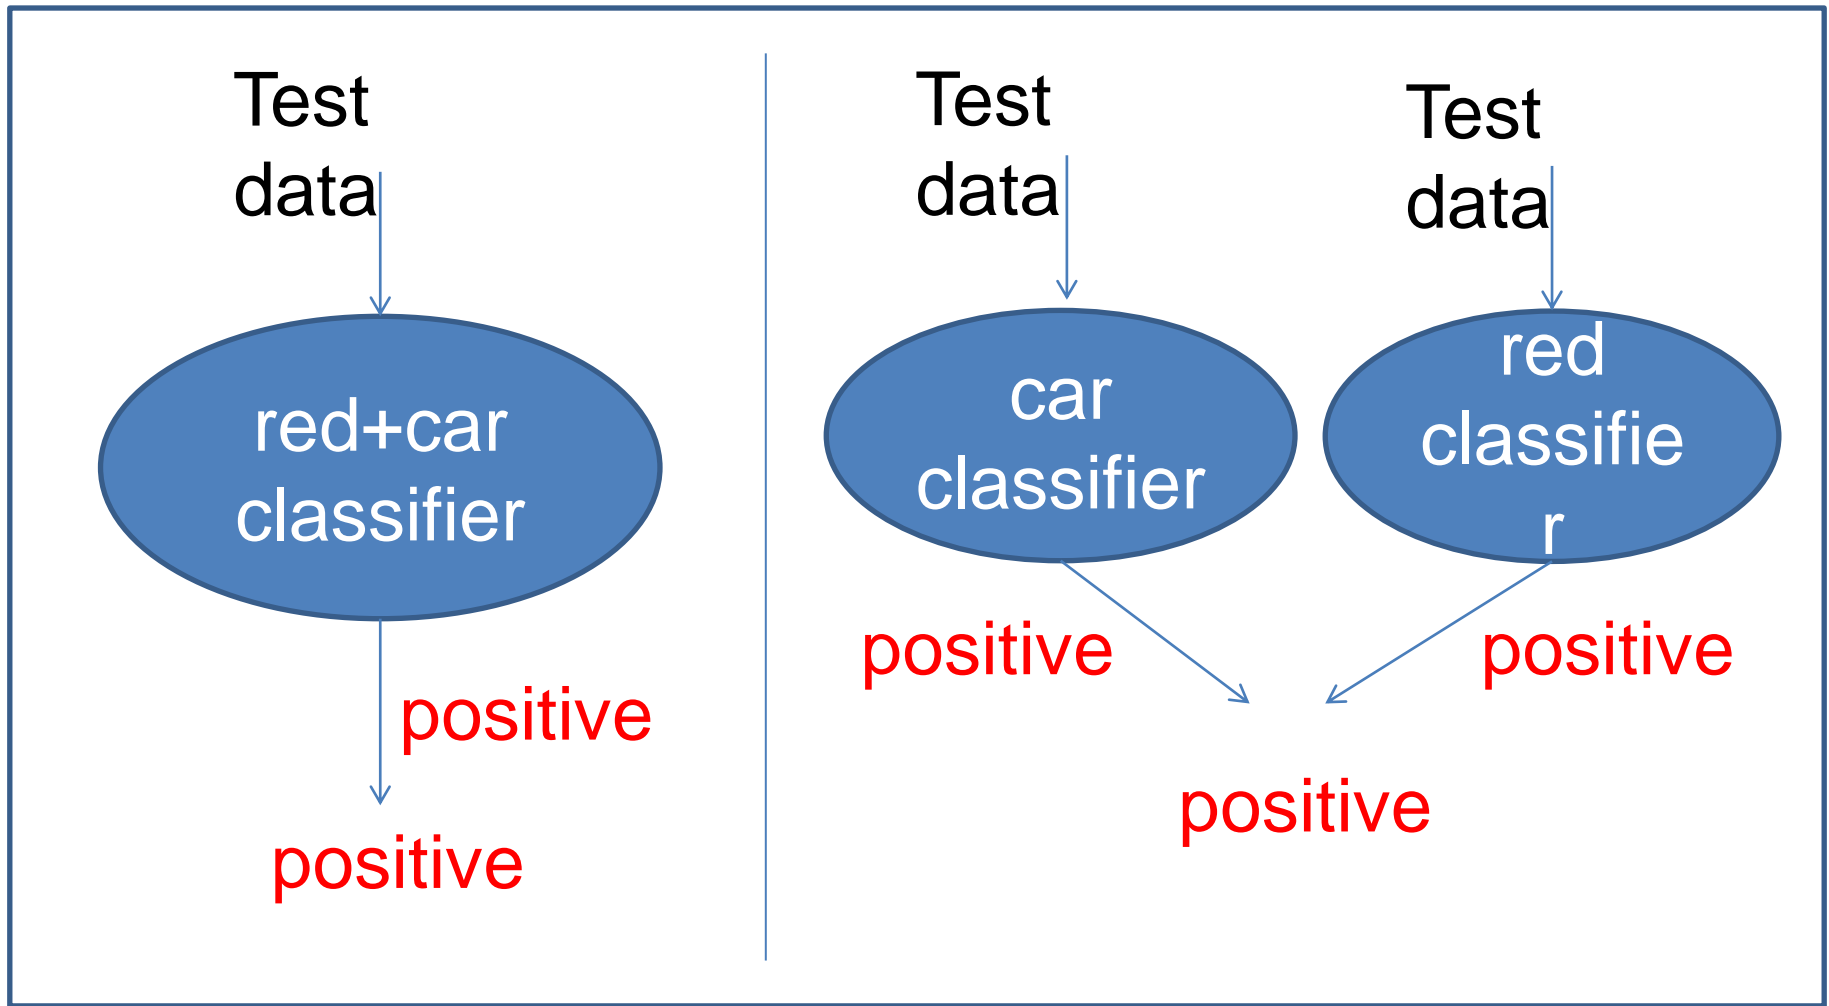 Test
data
red+car
classifier
positive
positive
Test
data
car
classifier
positive
Test
data
red
classifie
r
positive
positive